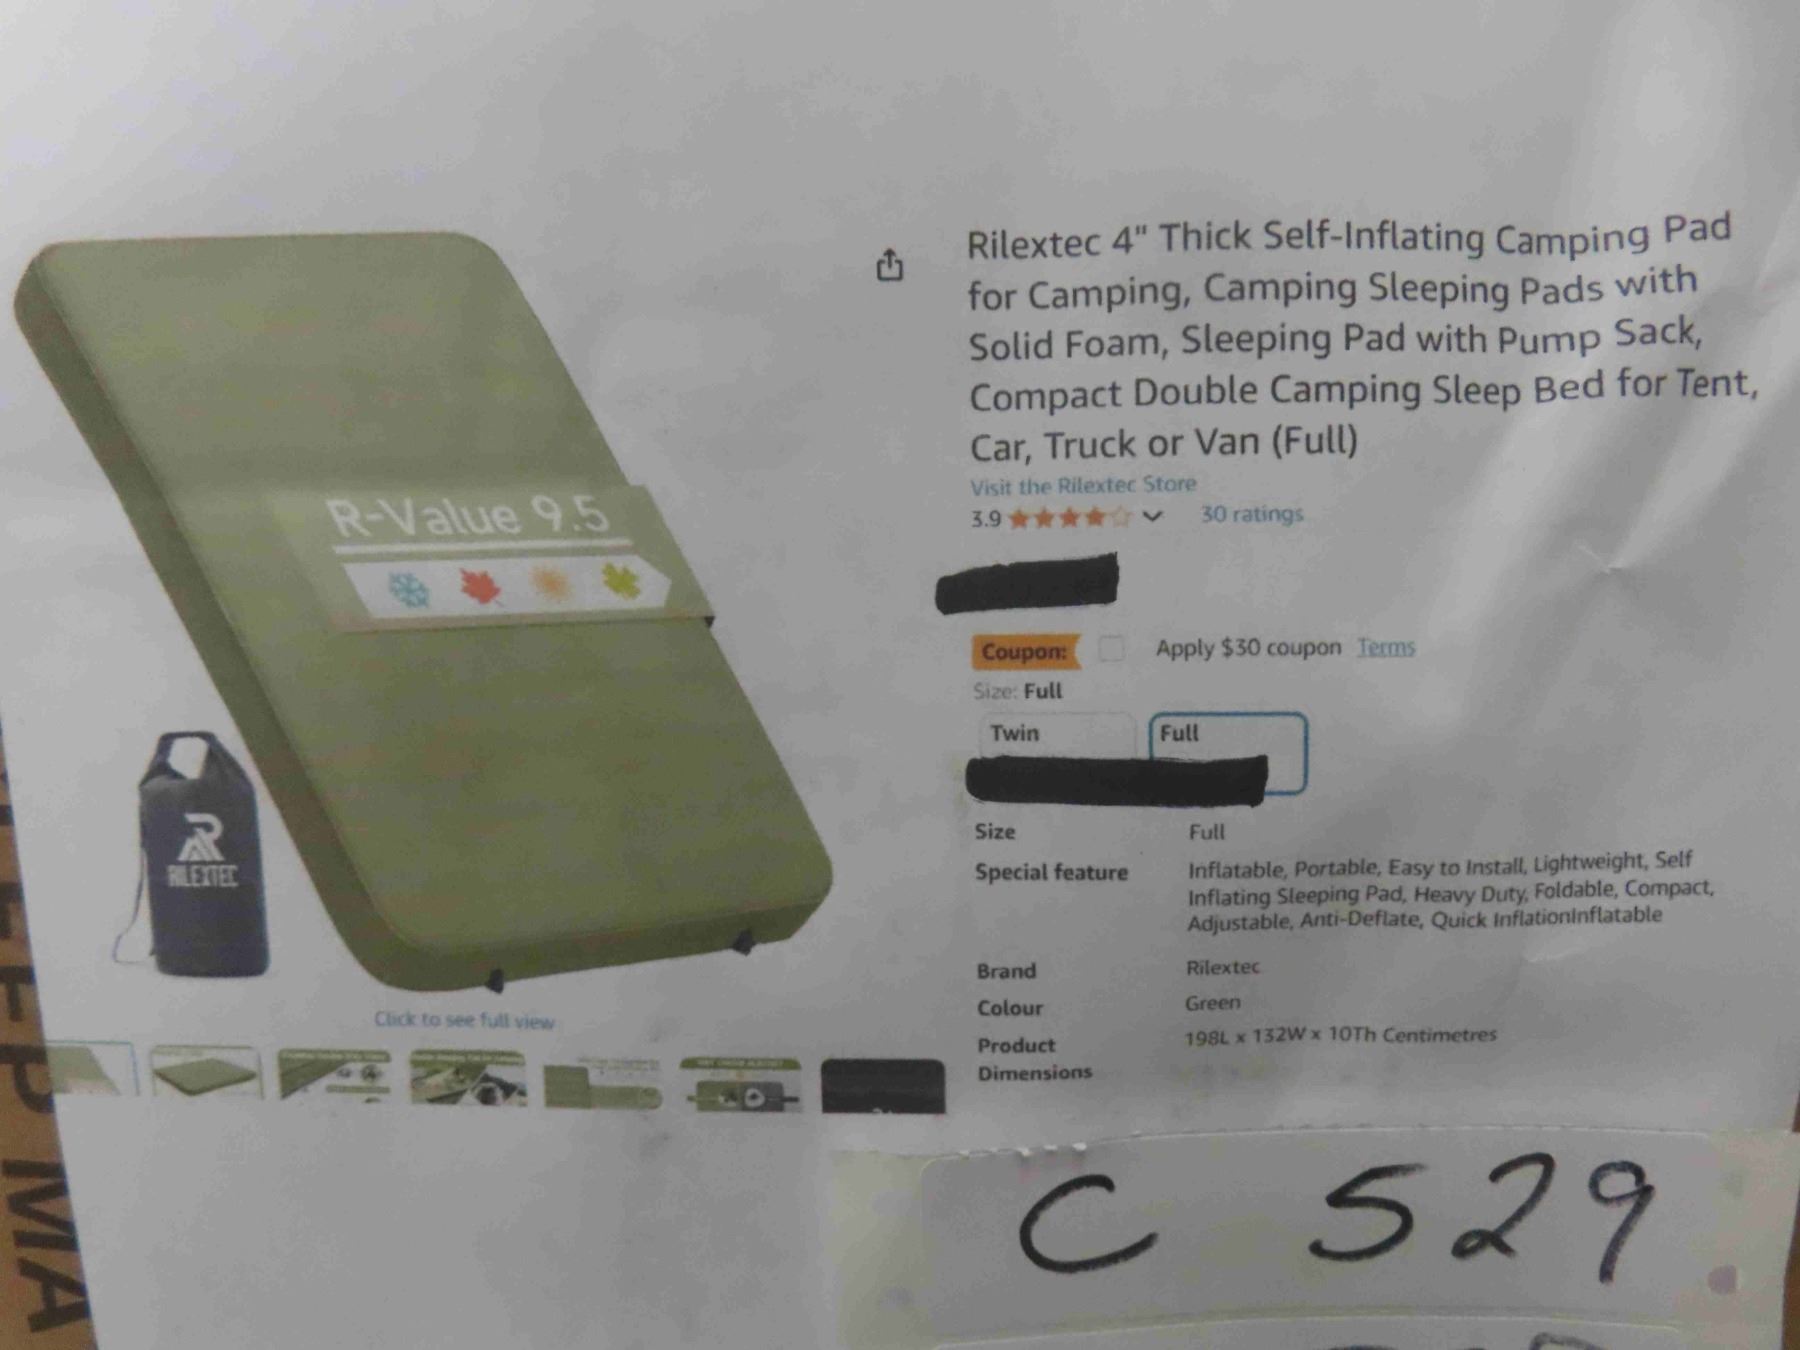 Rilextec 4" Thick Self-Inflating Camping Pad
for Camping, Camping Sleeping Pads with
Solid Foam, Sleeping Pad with Pump Sack,
Compact Double Camping Sleep Bed for Tent,
Car, Truck or Van (Full)
Visit the Rilextec Store
3.9 30 ratings
R-Value 9.5
Coupon: Apply $30 coupon Terms
Size: Full
Twin Full
Size Full
Special feature Inflatable, Portable, Easy to Install, Lightweight, Self
Inflating Sleeping Pad, Heavy Duty, Foldable, Compact,
Adjustable, Anti-Deflate, Quick InflationInflatable
Brand Rilextec
Colour Green
Product 198L x 132W x 10Th Centimetres
Dimensions
RILEXTEC
Click to see full view
C 529
EEP MA